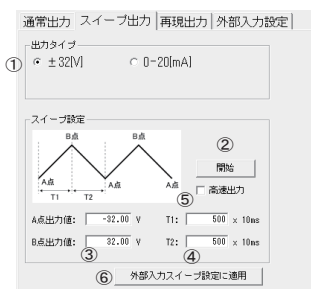 通常出力 スイープ出力 再現出力 外部入力設定
出力タイプ
① ±32[V] 0-20[mA]
スイープ設定
B点 B点
②
開始
A点 A点 A点
T1 T2
⑤ 高速出力
A点出力値: -32.00 V T1: 500 x 10ms
B点出力値: 32.00 V T2: 500 x 10ms
③ ④
⑥ 外部入力スイープ設定に適用